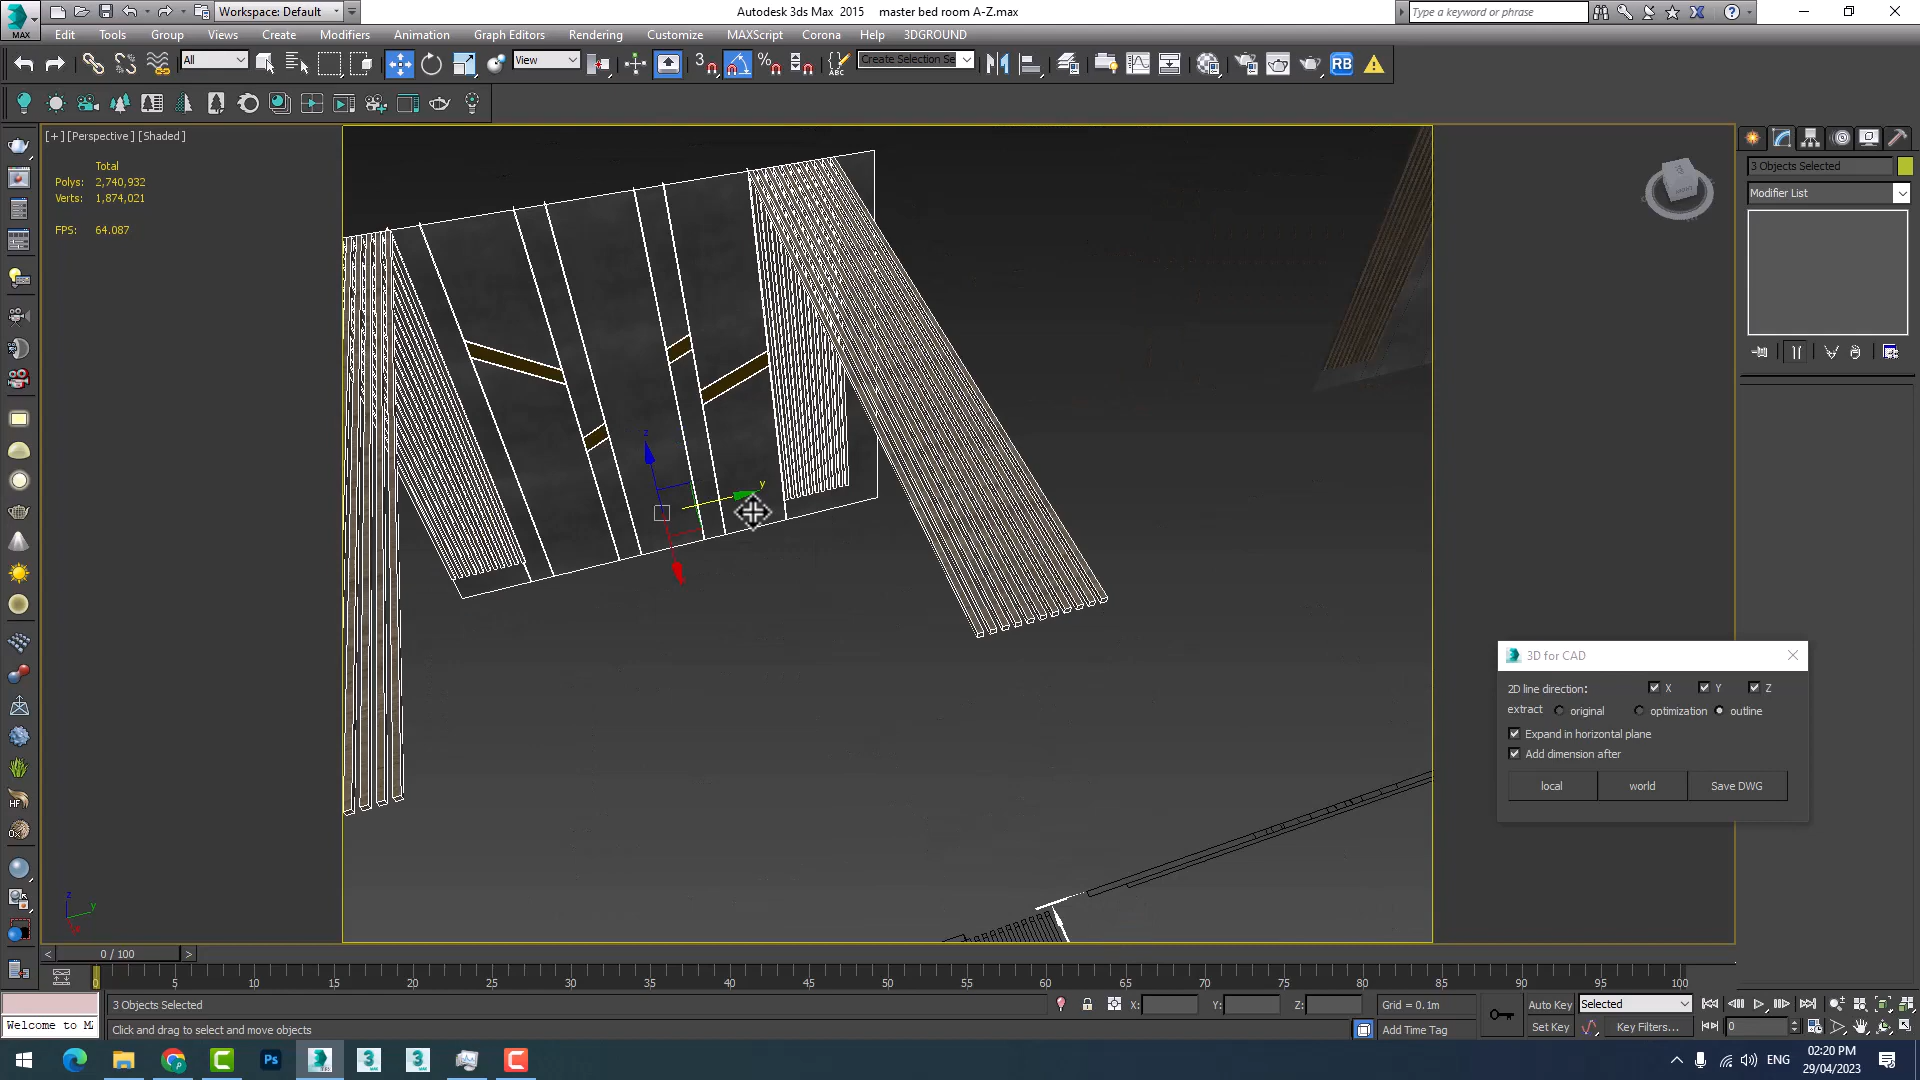 MAX
Workspace: Default
Autodesk 3ds Max 2015 master bed room A-Z.max
Type a keyword or phrase
Edit Tools Group Views Create Modifiers Animation Graph Editors Rendering Customize MAXScript Corona Help 3DGROUND
All
View
3
ABC
Create Selection Se
RB
[+] [Perspective] [Shaded]
Total
Polys: 2,740,932
Verts: 1,874,021
FPS: 64.087
3 Objects Selected
Modifier List
z
y
3D for CAD
2D line direction: X Y Z
extract original optimization outline
Expand in horizontal plane
Add dimension after
local world Save DWG
HF
z
y
0 / 100
0 5 10 15 20 25 30 35 40 45 50 55 60 65 70 75 80 85 90 95 100
3 Objects Selected X: Y: Z: Grid = 0.1m Auto Key Selected
Welcome to M
Click and drag to select and move objects Add Time Tag Set Key Key Filters... 0
Ps
ENG
02:20 PM
29/04/2023